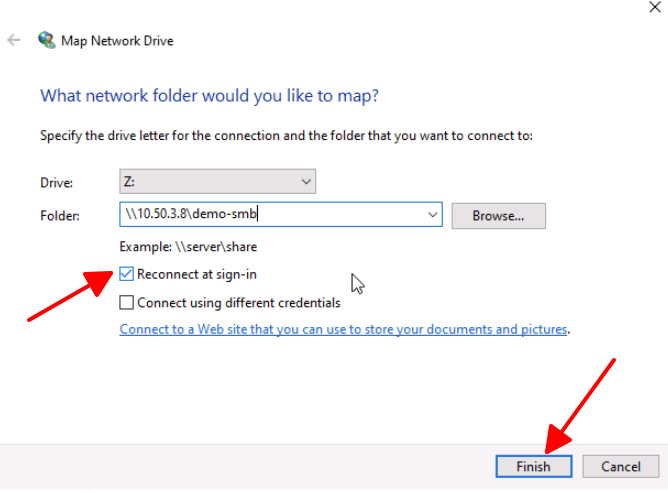 Map Network Drive
What network folder would you like to map?
Specify the drive letter for the connection and the folder that you want to connect to:
Drive: Z:
Folder: \\10.50.3.8\demo-smb Browse...
Example: \\server\share
Reconnect at sign-in
Connect using different credentials
Connect to a Web site that you can use to store your documents and pictures.
Finish Cancel